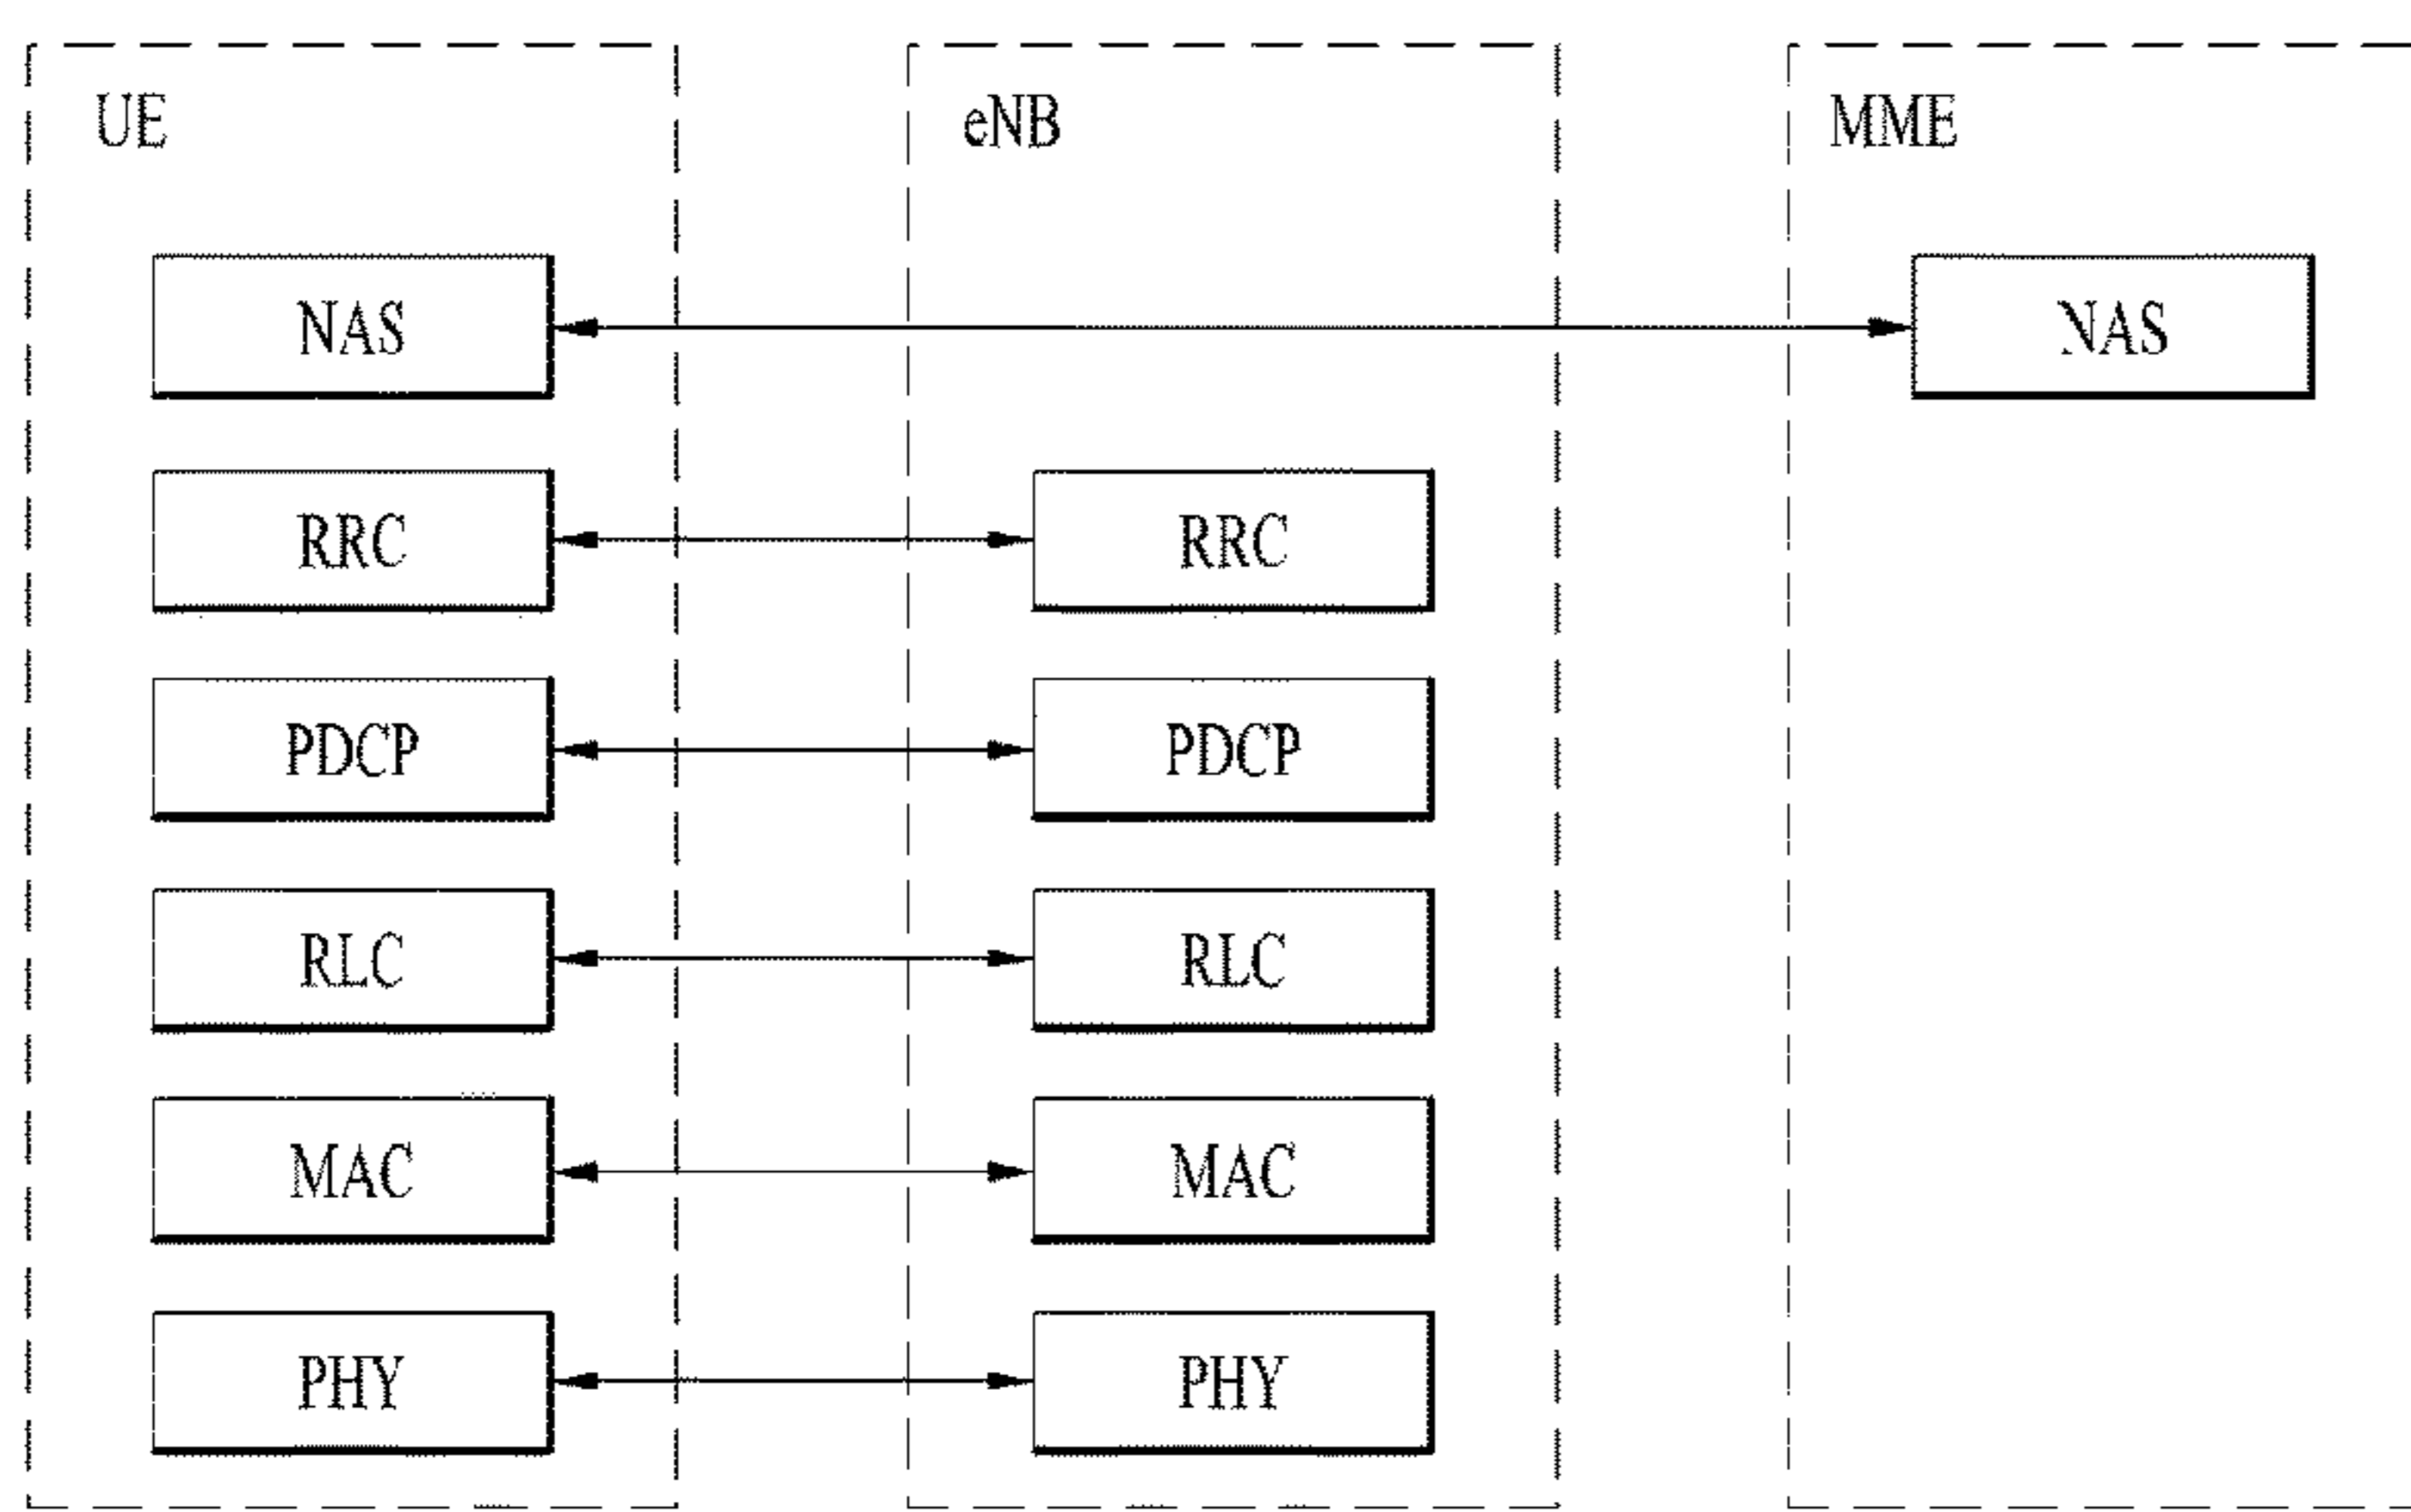 UE eNB MME
NAS NAS
RRC RRC
PDCP PDCP
RLC RLC
MAC MAC
PHY PHY